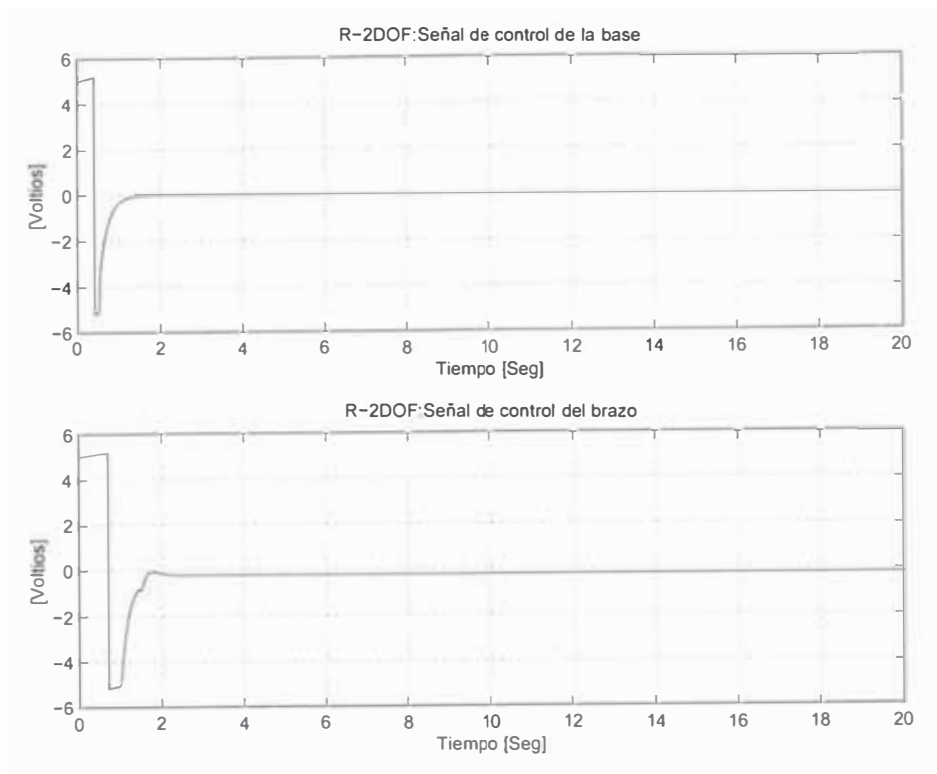 R-2DOF:Señal de control de la base
6
4
2
0
-2
-4
-6
[Voltios]
0 2 4 6 8 10 12 14 16 18 20
Tiempo [Seg]
R-2DOF:Señal de control del brazo
6
4
2
0
-2
-4
-6
[Voltios]
0 2 4 6 8 10 12 14 16 18 20
Tiempo [Seg]